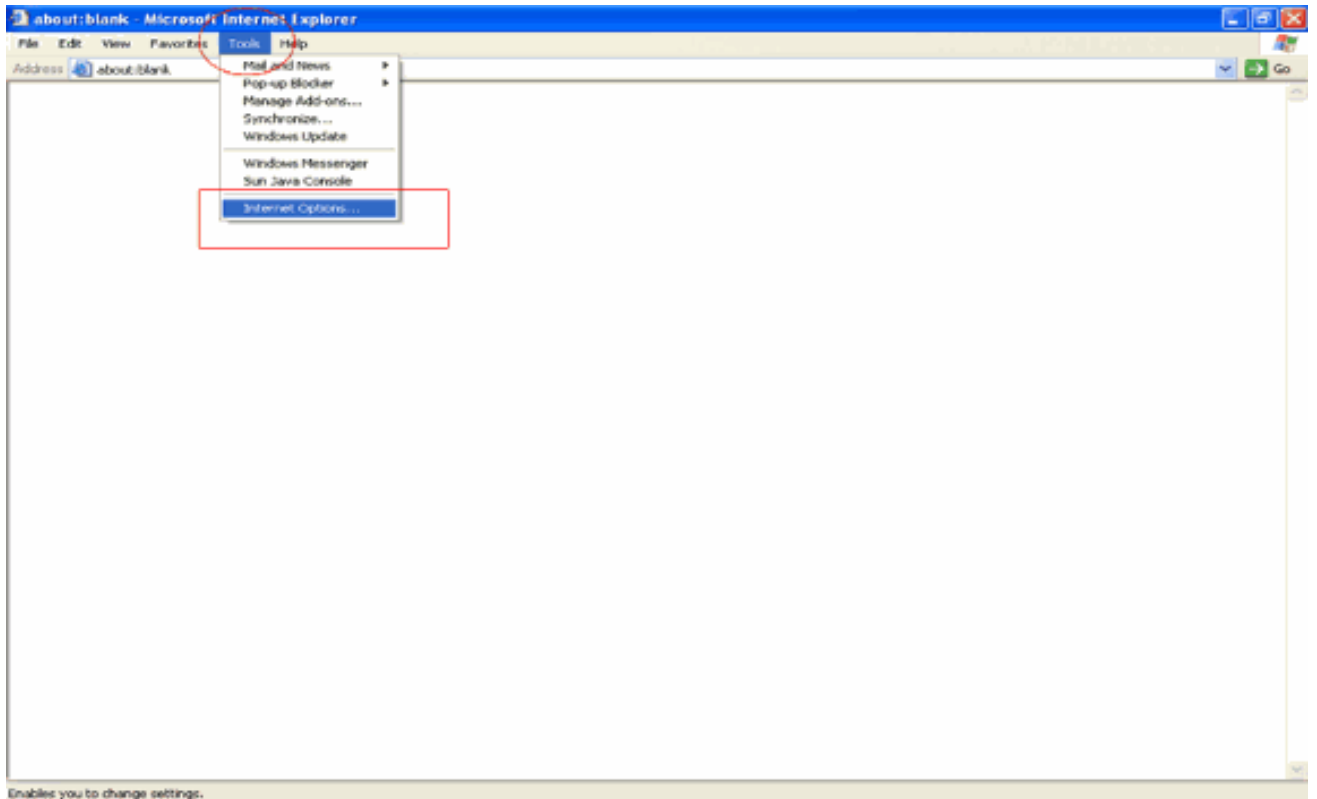 about:blank - Microsoft Internet Explorer
File Edit View Favorites Tools Help
Address about:blank Go
Mail and News
Pop-up Blocker
Manage Add-ons...
Synchronize...
Windows Update
Windows Messenger
Sun Java Console
Internet Options...
Enables you to change settings.